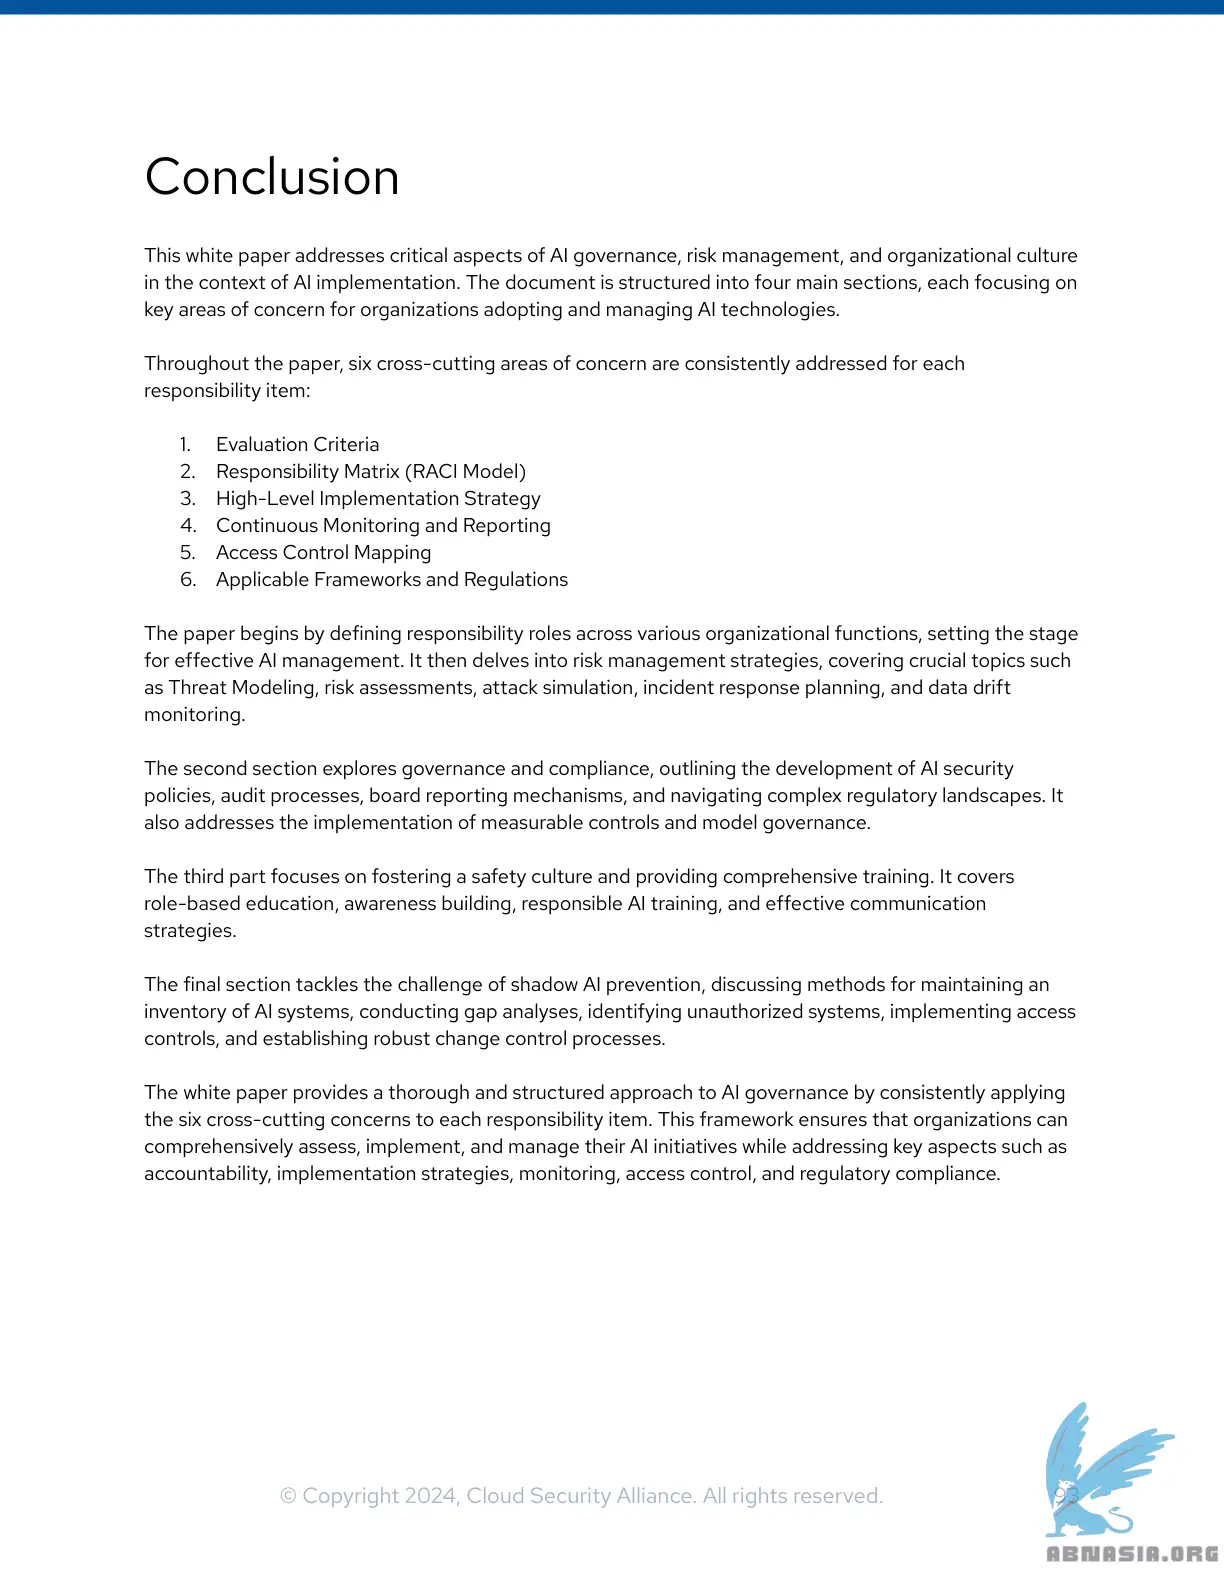 Conclusion
This white paper addresses critical aspects of AI governance, risk management, and organizational culture
in the context of AI implementation. The document is structured into four main sections, each focusing on
key areas of concern for organizations adopting and managing AI technologies.
Throughout the paper, six cross-cutting areas of concern are consistently addressed for each
responsibility item:
1. Evaluation Criteria
2. Responsibility Matrix (RACI Model)
3. High-Level Implementation Strategy
4. Continuous Monitoring and Reporting
5. Access Control Mapping
6. Applicable Frameworks and Regulations
The paper begins by defining responsibility roles across various organizational functions, setting the stage
for effective AI management. It then delves into risk management strategies, covering crucial topics such
as Threat Modeling, risk assessments, attack simulation, incident response planning, and data drift
monitoring.
The second section explores governance and compliance, outlining the development of AI security
policies, audit processes, board reporting mechanisms, and navigating complex regulatory landscapes. It
also addresses the implementation of measurable controls and model governance.
The third part focuses on fostering a safety culture and providing comprehensive training. It covers
role-based education, awareness building, responsible AI training, and effective communication
strategies.
The final section tackles the challenge of shadow AI prevention, discussing methods for maintaining an
inventory of AI systems, conducting gap analyses, identifying unauthorized systems, implementing access
controls, and establishing robust change control processes.
The white paper provides a thorough and structured approach to AI governance by consistently applying
the six cross-cutting concerns to each responsibility item. This framework ensures that organizations can
comprehensively assess, implement, and manage their AI initiatives while addressing key aspects such as
accountability, implementation strategies, monitoring, access control, and regulatory compliance.
© Copyright 2024, Cloud Security Alliance. All rights reserved.
93
ABNASIA.ORG